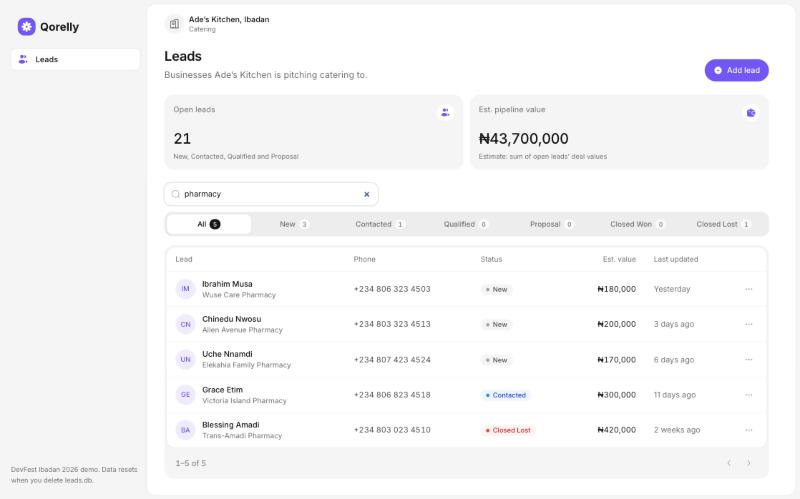 Qorelly
Leads
DevFest Ibadan 2026 demo. Data resets
when you delete leads.db.
Ade's Kitchen, Ibadan
Catering
Leads
Businesses Ade's Kitchen is pitching catering to.
Add lead
Open leads
21
New, Contacted, Qualified and Proposal
Est. pipeline value
₦43,700,000
Estimate: sum of open leads' deal values
pharmacy
All 5 New 3 Contacted 1 Qualified 0 Proposal 0 Closed Won 0 Closed Lost 1
Lead Phone Status Est. value Last updated
IM Ibrahim Musa +234 806 323 4503 New ₦180,000 Yesterday
Wuse Care Pharmacy
CN Chinedu Nwosu +234 803 323 4513 New ₦200,000 3 days ago
Allen Avenue Pharmacy
UN Uche Nnamdi +234 807 423 4524 New ₦170,000 6 days ago
Elekahia Family Pharmacy
GE Grace Etim +234 806 823 4518 Contacted ₦300,000 11 days ago
Victoria Island Pharmacy
BA Blessing Amadi +234 803 023 4510 Closed Lost ₦420,000 2 weeks ago
Trans-Amadi Pharmacy
1–5 of 5